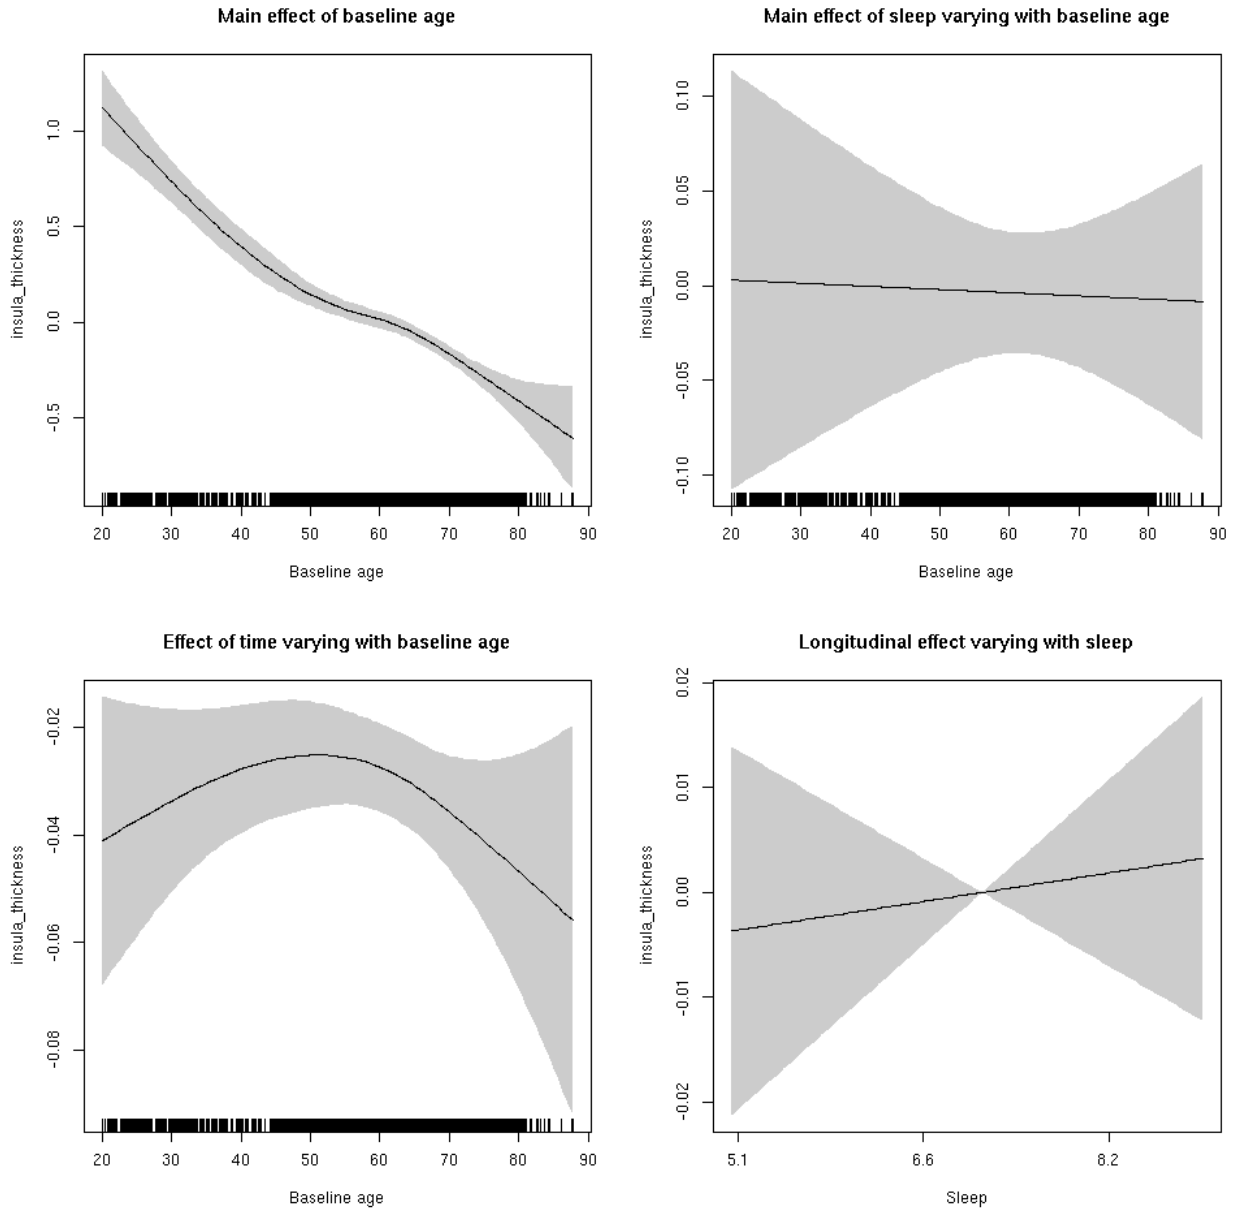 Main effect of baseline age
insula_thickness
1.0
0.5
0.0
-0.5
20 30 40 50 60 70 80 90
Baseline age
Main effect of sleep varying with baseline age
insula_thickness
0.10
0.05
0.00
-0.05
-0.10
20 30 40 50 60 70 80 90
Baseline age
Effect of time varying with baseline age
insula_thickness
-0.02
-0.04
-0.06
-0.08
20 30 40 50 60 70 80 90
Baseline age
Longitudinal effect varying with sleep
insula_thickness
0.02
0.01
0.00
-0.01
-0.02
5.1 6.6 8.2
Sleep